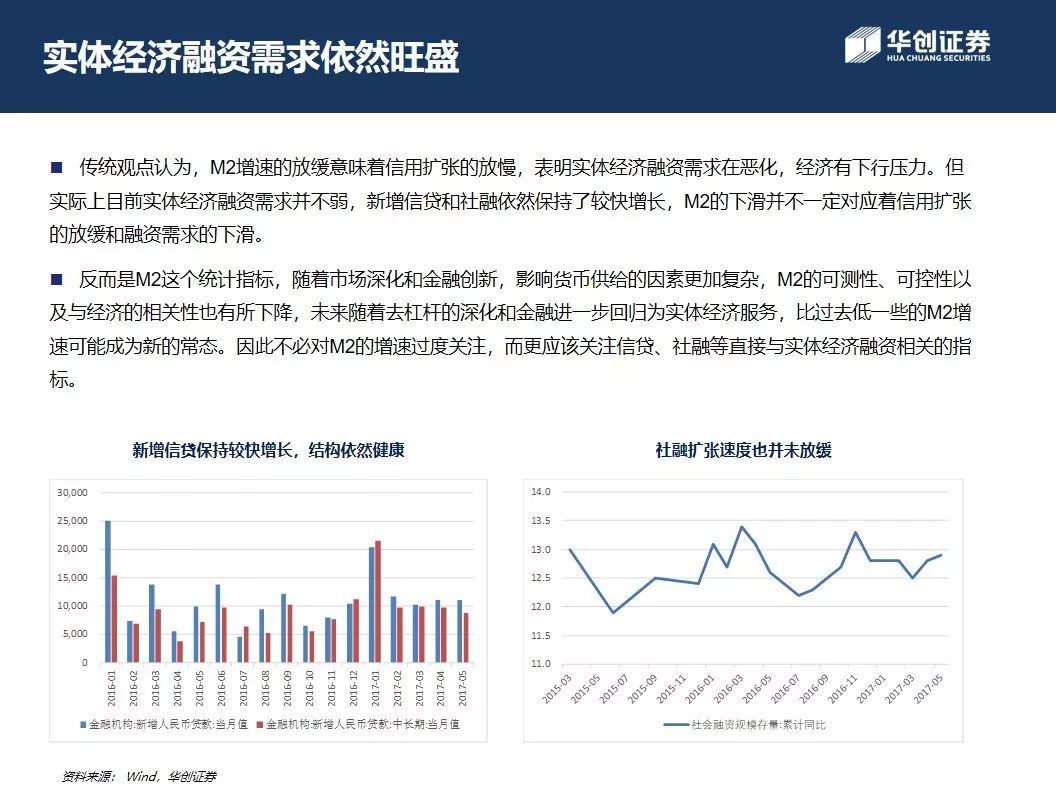 实体经济融资需求依然旺盛
华创证券
HUA CHUANG SECURITIES
■ 传统观点认为，M2增速的放缓意味着信用扩张的放慢，表明实体经济融资需求在恶化，经济有下行压力。但
实际上目前实体经济融资需求并不弱，新增信贷和社融依然保持了较快增长，M2的下滑并不一定对应着信用扩张
的放缓和融资需求的下滑。
■ 反而是M2这个统计指标，随着市场深化和金融创新，影响货币供给的因素更加复杂，M2的可测性、可控性以
及与经济的相关性也有所下降，未来随着去杠杆的深化和金融进一步回归为实体经济服务，比过去低一些的M2增
速可能成为新的常态。因此不必对M2的增速过度关注，而更应该关注信贷、社融等直接与实体经济融资相关的指
标。
新增信贷保持较快增长，结构依然健康
30,000
25,000
20,000
15,000
10,000
5,000
0
2016-01
2016-02
2016-03
2016-04
2016-05
2016-06
2016-07
2016-08
2016-09
2016-10
2016-11
2016-12
2017-01
2017-02
2017-03
2017-04
2017-05
金融机构:新增人民币贷款:当月值
金融机构:新增人民币贷款:中长期:当月值
社融扩张速度也并未放缓
14.0
13.5
13.0
12.5
12.0
11.5
11.0
2015-03
2015-05
2015-07
2015-09
2015-11
2016-01
2016-03
2016-05
2016-07
2016-09
2016-11
2017-01
2017-03
2017-05
社会融资规模存量:累计同比
资料来源： Wind，华创证券